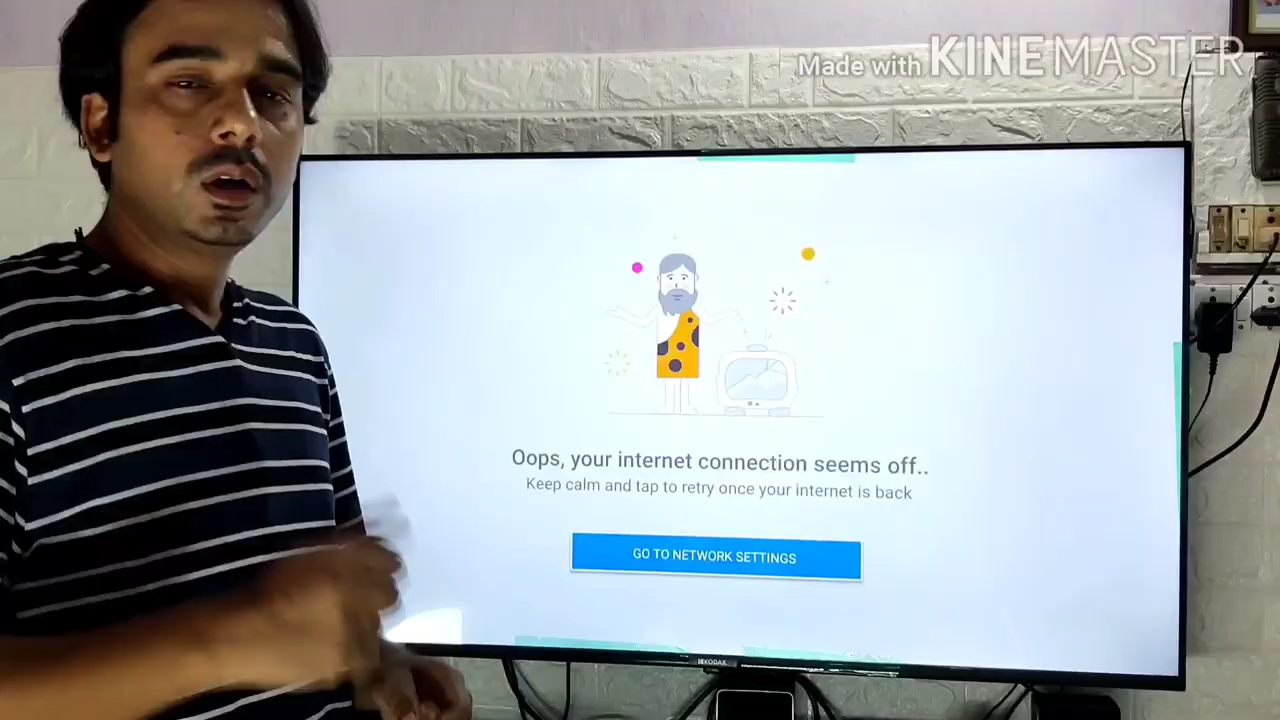 Made with KINEMASTER
Oops, your internet connection seems off..
Keep calm and tap to retry once your internet is back
GO TO NETWORK SETTINGS
KODAK